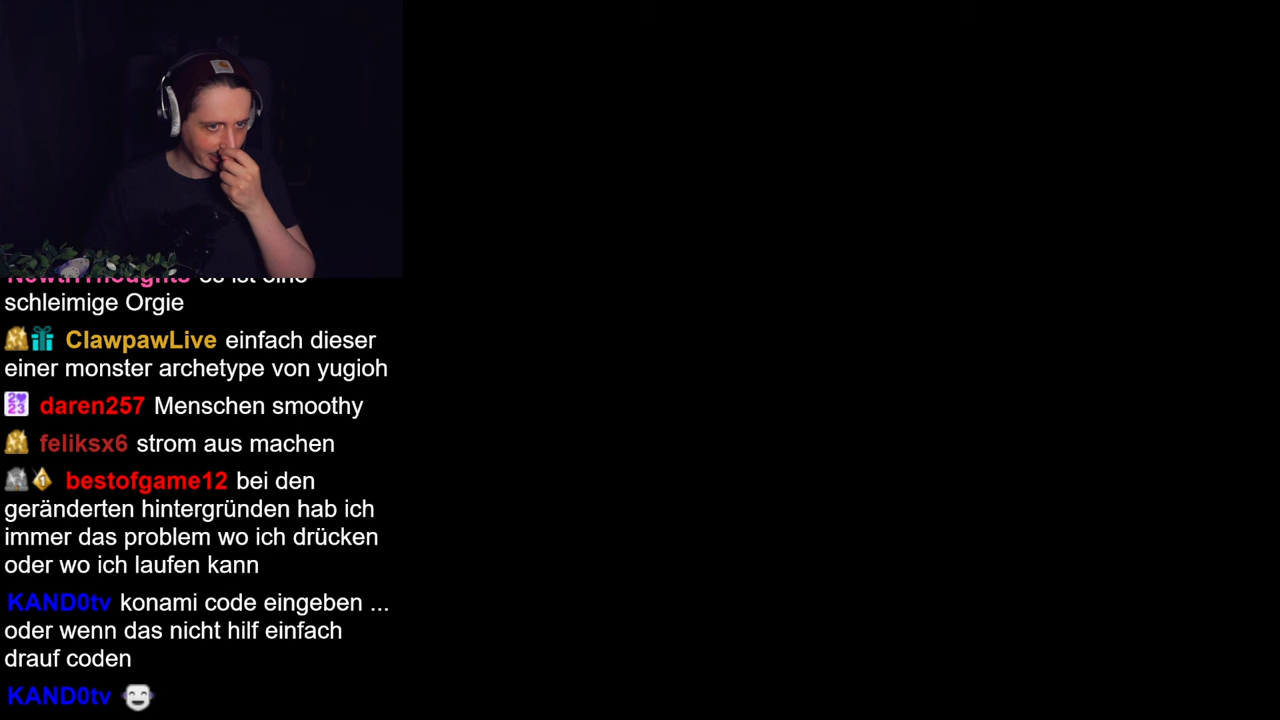 schleimige Orgie
ClawpawLive einfach dieser
einer monster archetype von yugioh
daren257 Menschen smoothy
feliksx6 strom aus machen
bestofgame12 bei den
geränderten hintergründen hab ich
immer das problem wo ich drücken
oder wo ich laufen kann
KAND0tv konami code eingeben ...
oder wenn das nicht hilf einfach
drauf coden
KAND0tv